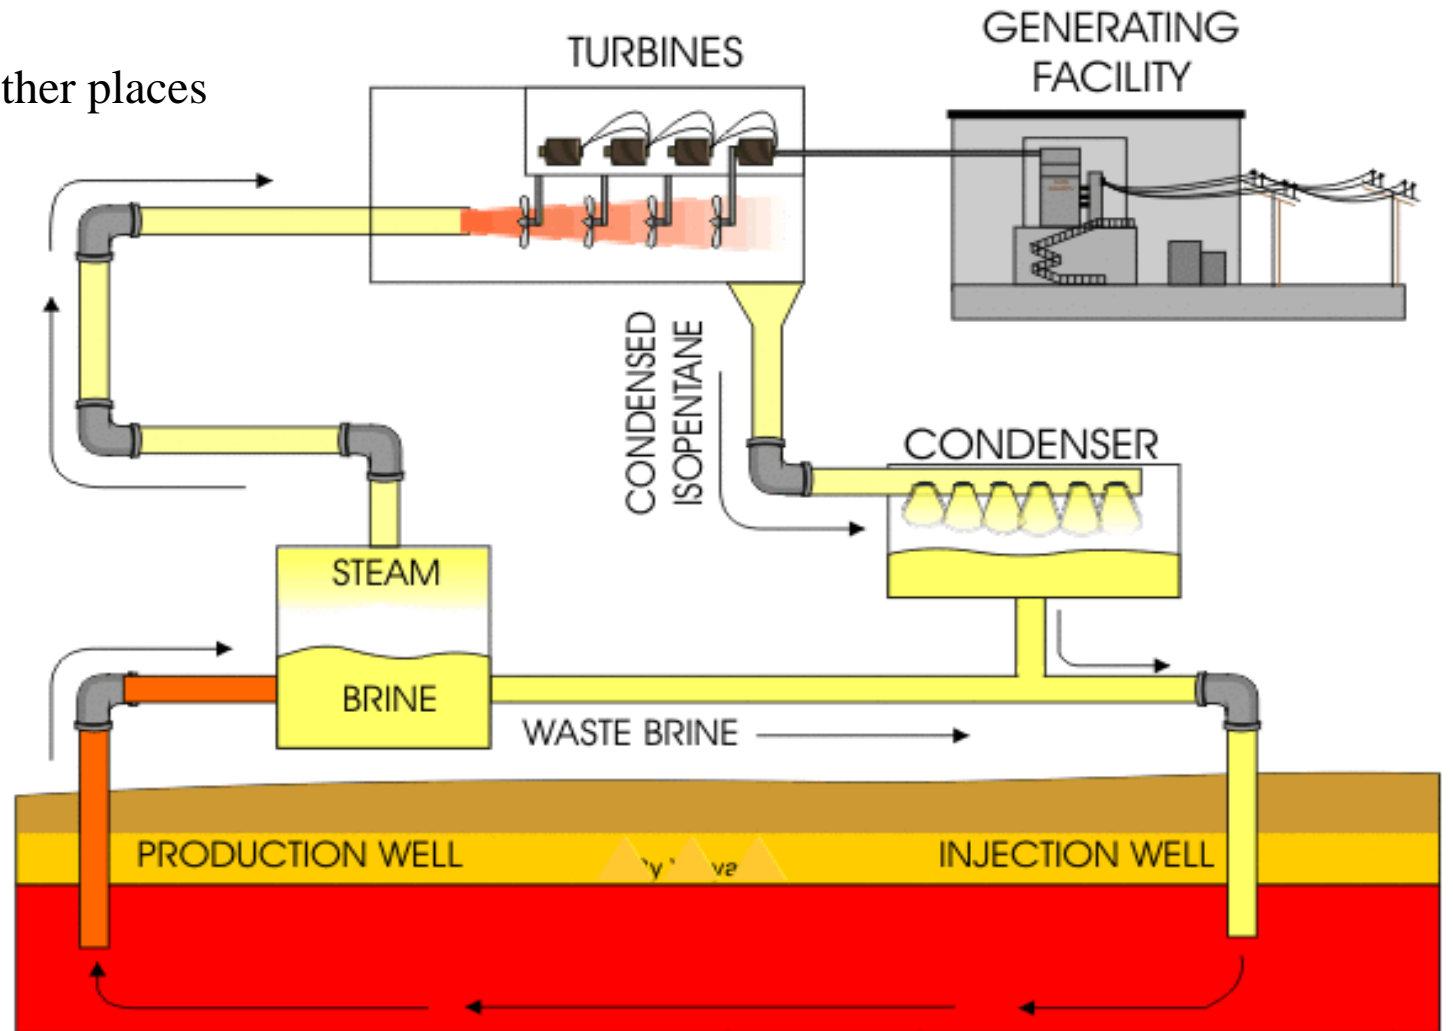 ther places
TURBINES
GENERATING
FACILITY
CONDENSED
ISOPENTANE
CONDENSER
STEAM
BRINE
WASTE BRINE
PRODUCTION WELL
INJECTION WELL